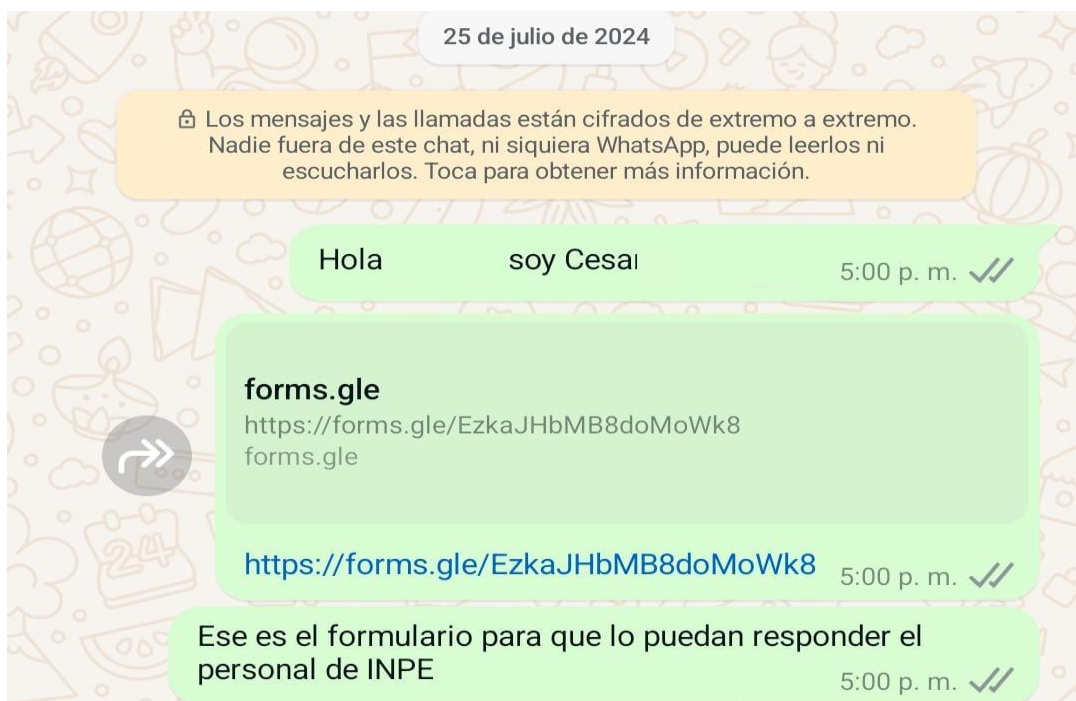 25 de julio de 2024
Los mensajes y las llamadas están cifrados de extremo a extremo.
Nadie fuera de este chat, ni siquiera WhatsApp, puede leerlos ni
escucharlos. Toca para obtener más información.
Hola soy Cesar
5:00 p. m.
forms.gle
https://forms.gle/EzkaJHbMB8doMoWk8
forms.gle
https://forms.gle/EzkaJHbMB8doMoWk8
5:00 p. m.
Ese es el formulario para que lo puedan responder el
personal de INPE
5:00 p. m.